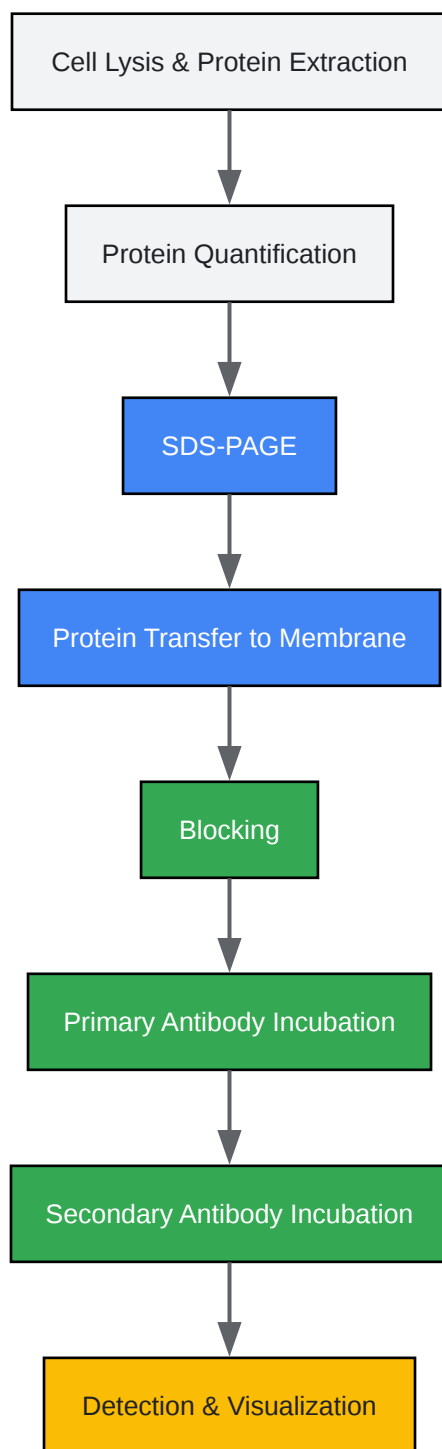 Cell Lysis & Protein Extraction
Protein Quantification
SDS-PAGE
Protein Transfer to Membrane
Blocking
Primary Antibody Incubation
Secondary Antibody Incubation
Detection & Visualization